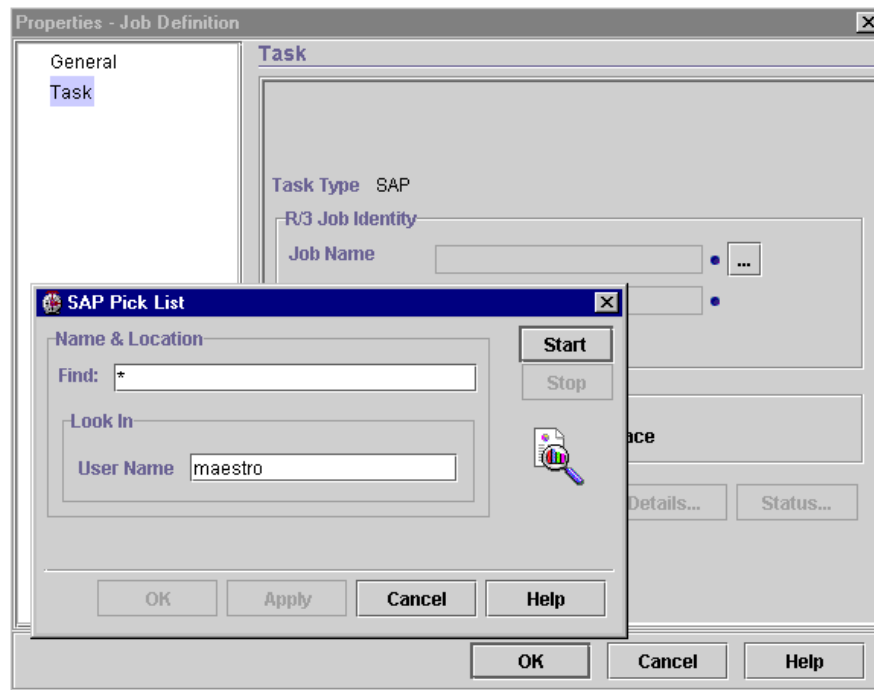 Properties - Job Definition
General
Task
Task
Task Type SAP
R/3 Job Identity
Job Name
...
SAP Pick List
Name & Location
Find: *
Look In
User Name maestro
Start
Stop
Details...
Status...
OK
Apply
Cancel
Help
OK
Cancel
Help